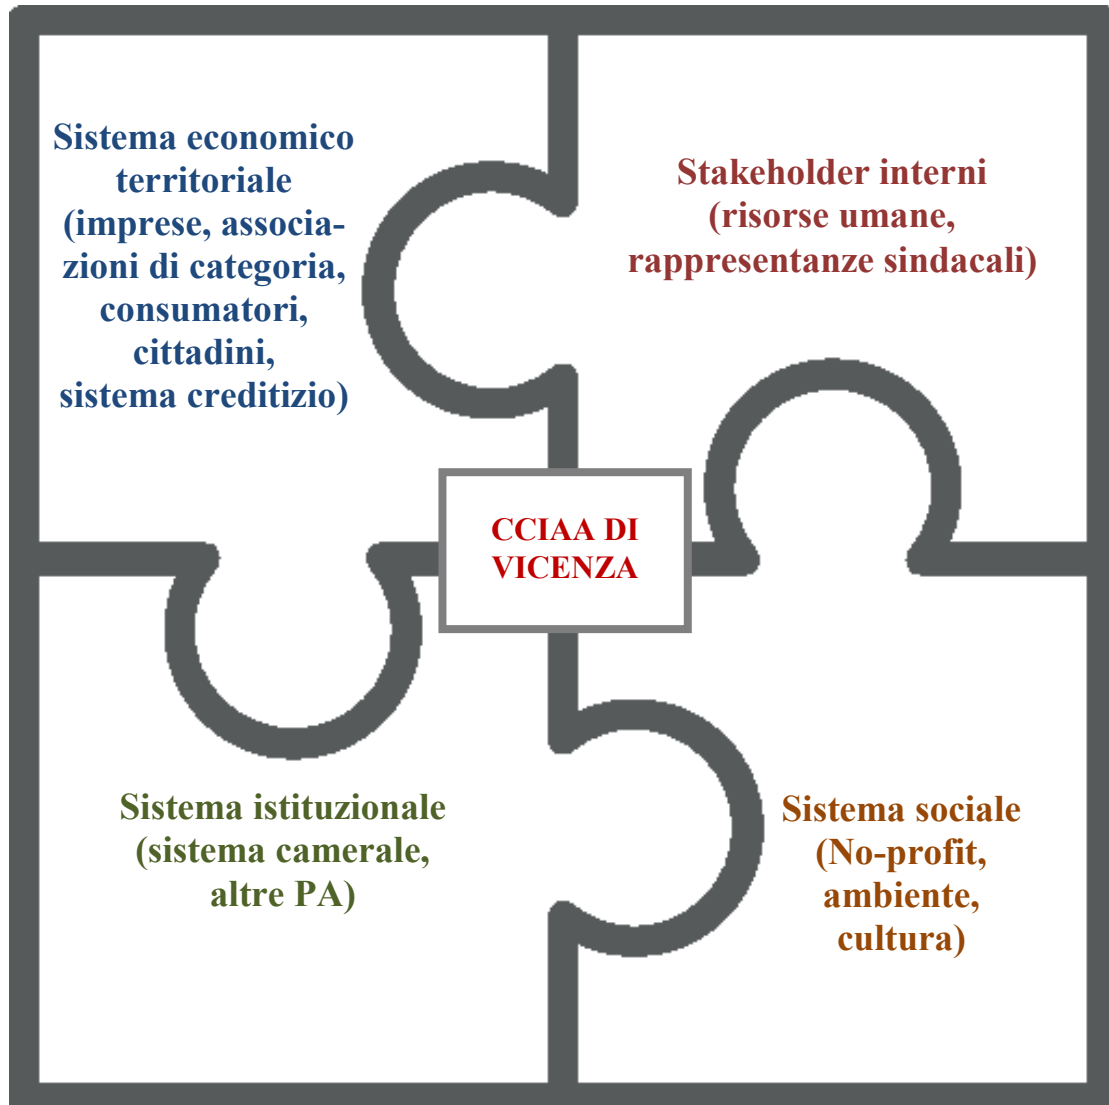 Sistema economico
territoriale
(imprese, associa-
zioni di categoria,
consumatori,
cittadini,
sistema creditizio)
Stakeholder interni
(risorse umane,
rappresentanze sindacali)
CCIAA DI
VICENZA
Sistema istituzionale
(sistema camerale,
altre PA)
Sistema sociale
(No-profit,
ambiente,
cultura)